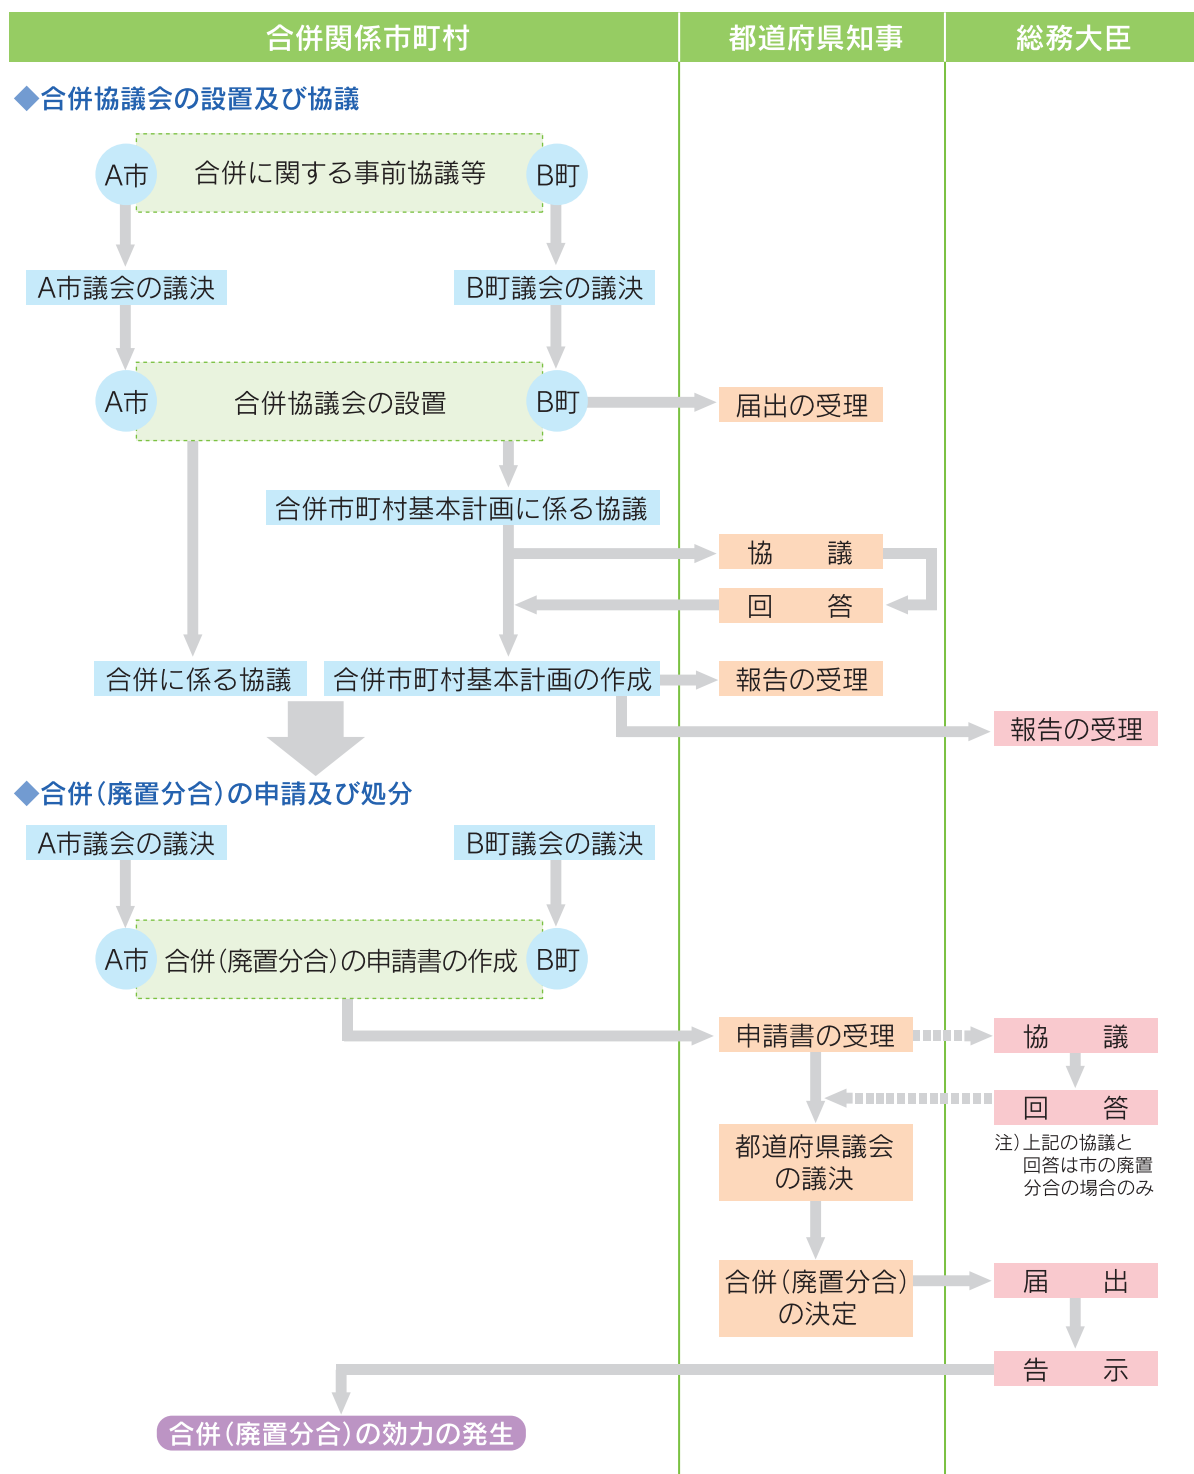 合併関係市町村
都道府県知事
総務大臣
◆合併協議会の設置及び協議
A市
合併に関する事前協議等
B町
A市議会の議決
B町議会の議決
A市
合併協議会の設置
B町
届出の受理
合併市町村基本計画に係る協議
協　　議
回　　答
合併に係る協議
合併市町村基本計画の作成
報告の受理
報告の受理
◆合併(廃置分合)の申請及び処分
A市議会の議決
B町議会の議決
A市
合併(廃置分合)の申請書の作成
B町
申請書の受理
協　　議
回　　答
注)上記の協議と
回答は市の廃置
分合の場合のみ
都道府県議会
の議決
合併(廃置分合)
の決定
届　　出
告　　示
合併(廃置分合)の効力の発生